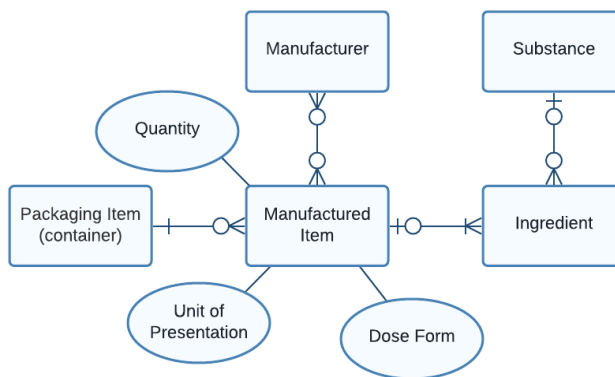 Manufacturer
Substance
Quantity
Packaging Item
(container)
Manufactured
Item
Ingredient
Unit of
Presentation
Dose Form